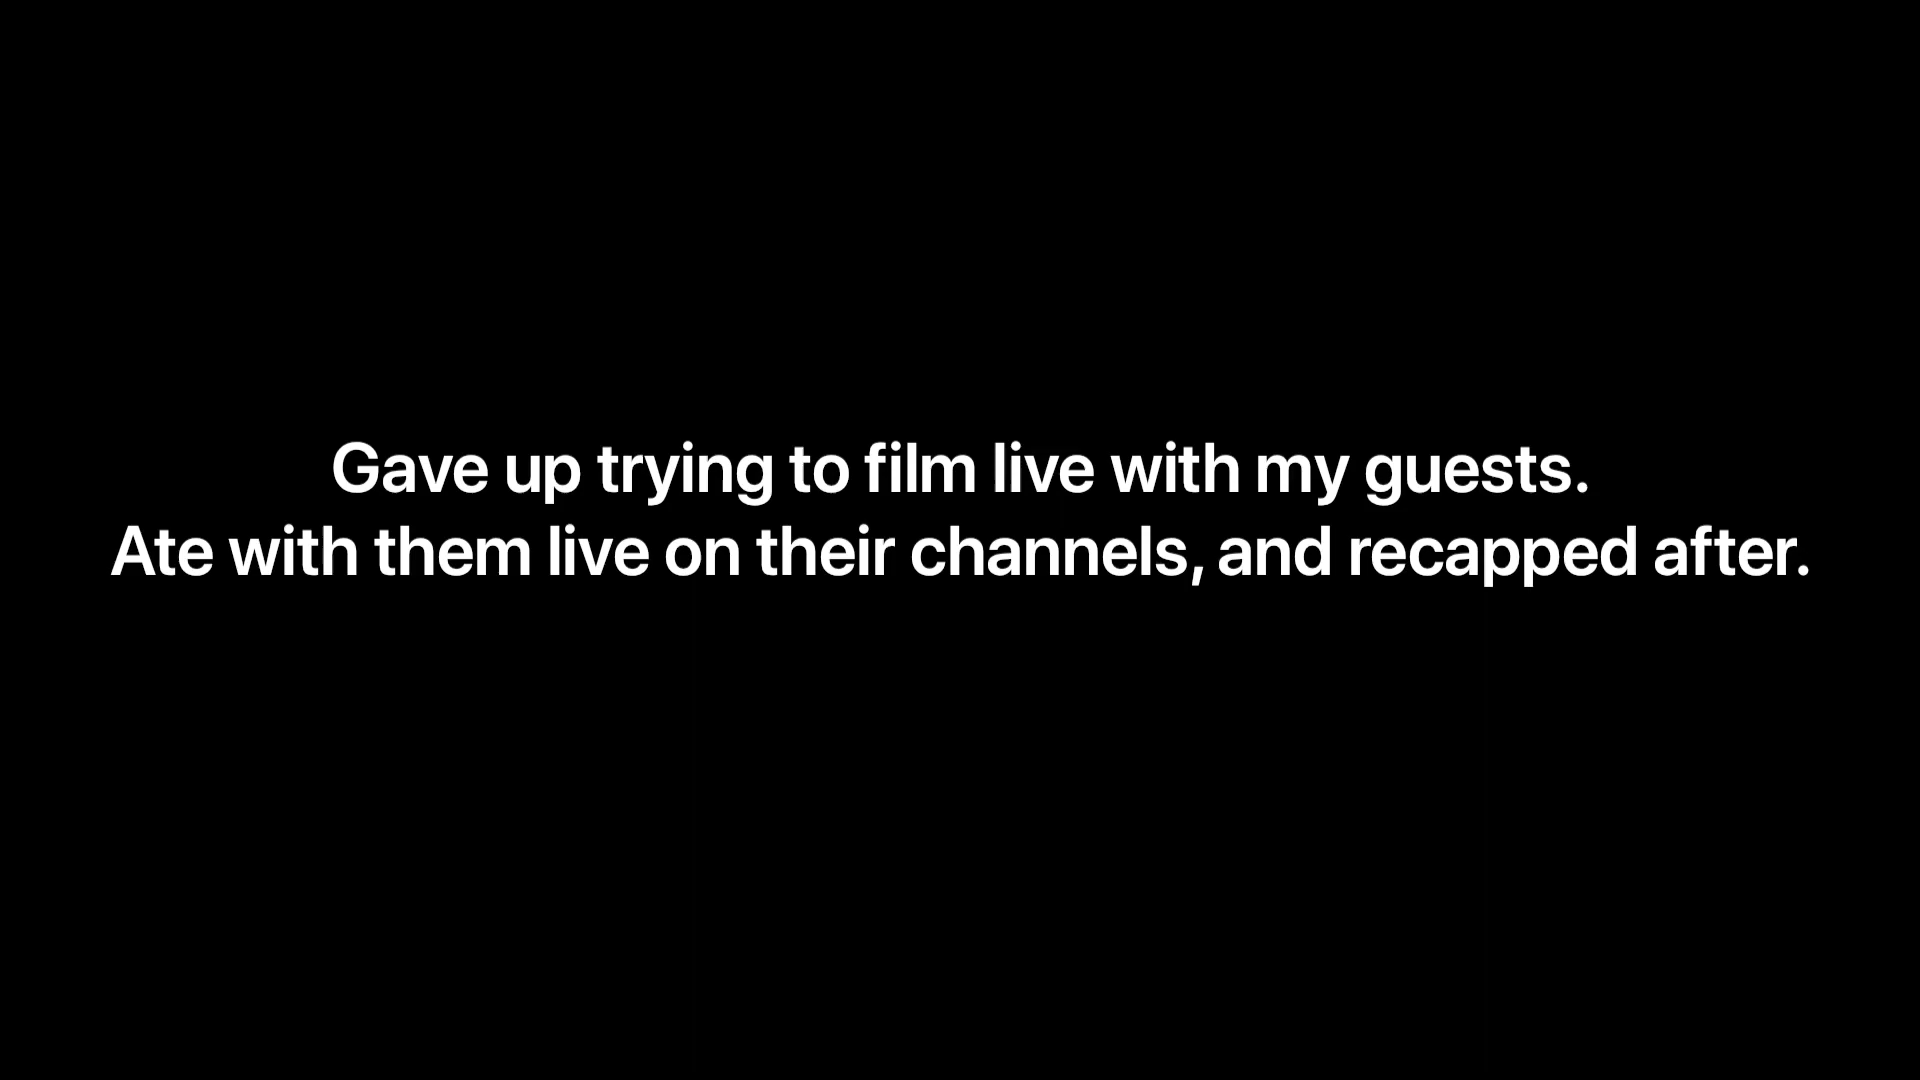 Gave up trying to film live with my guests.
Ate with them live on their channels, and recapped after.